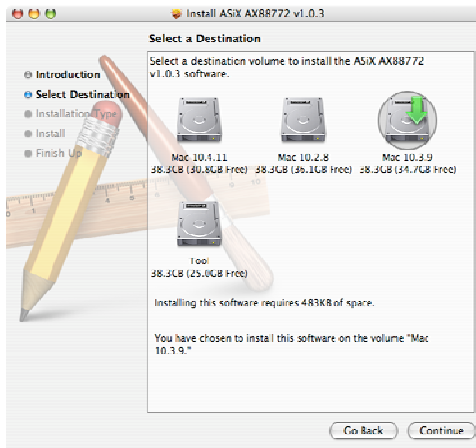 Install ASiX AX88772 v1.0.3
Select a Destination
Introduction
Select Destination
Installation Type
Install
Finish Up
Select a destination volume to install the ASiX AX88772
v1.0.3 software.
Mac 10.4.11
38.3GB (30.8GB Free)
Mac 10.2.8
38.3GB (36.1GB Free)
Mac 10.3.9
38.3GB (34.7GB Free)
Tool
38.3GB (25.0GB Free)
Installing this software requires 483KB of space.
You have chosen to install this software on the volume "Mac
10.3.9."
Go Back
Continue